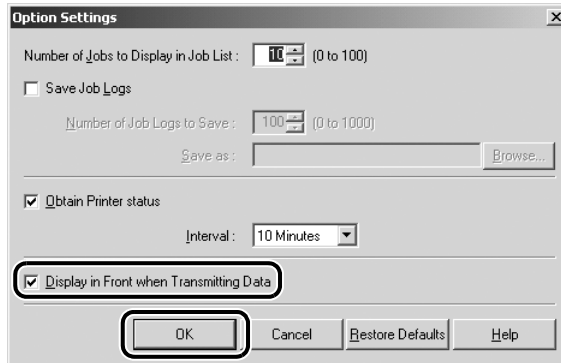 Option Settings
Number of Jobs to Display in Job List : 10 (0 to 100)
Save Job Logs
Number of Job Logs to Save : 100 (0 to 1000)
Save as : Browse...
Obtain Printer status
Interval : 10 Minutes
Display in Front when Transmitting Data
OK Cancel Restore Defaults Help